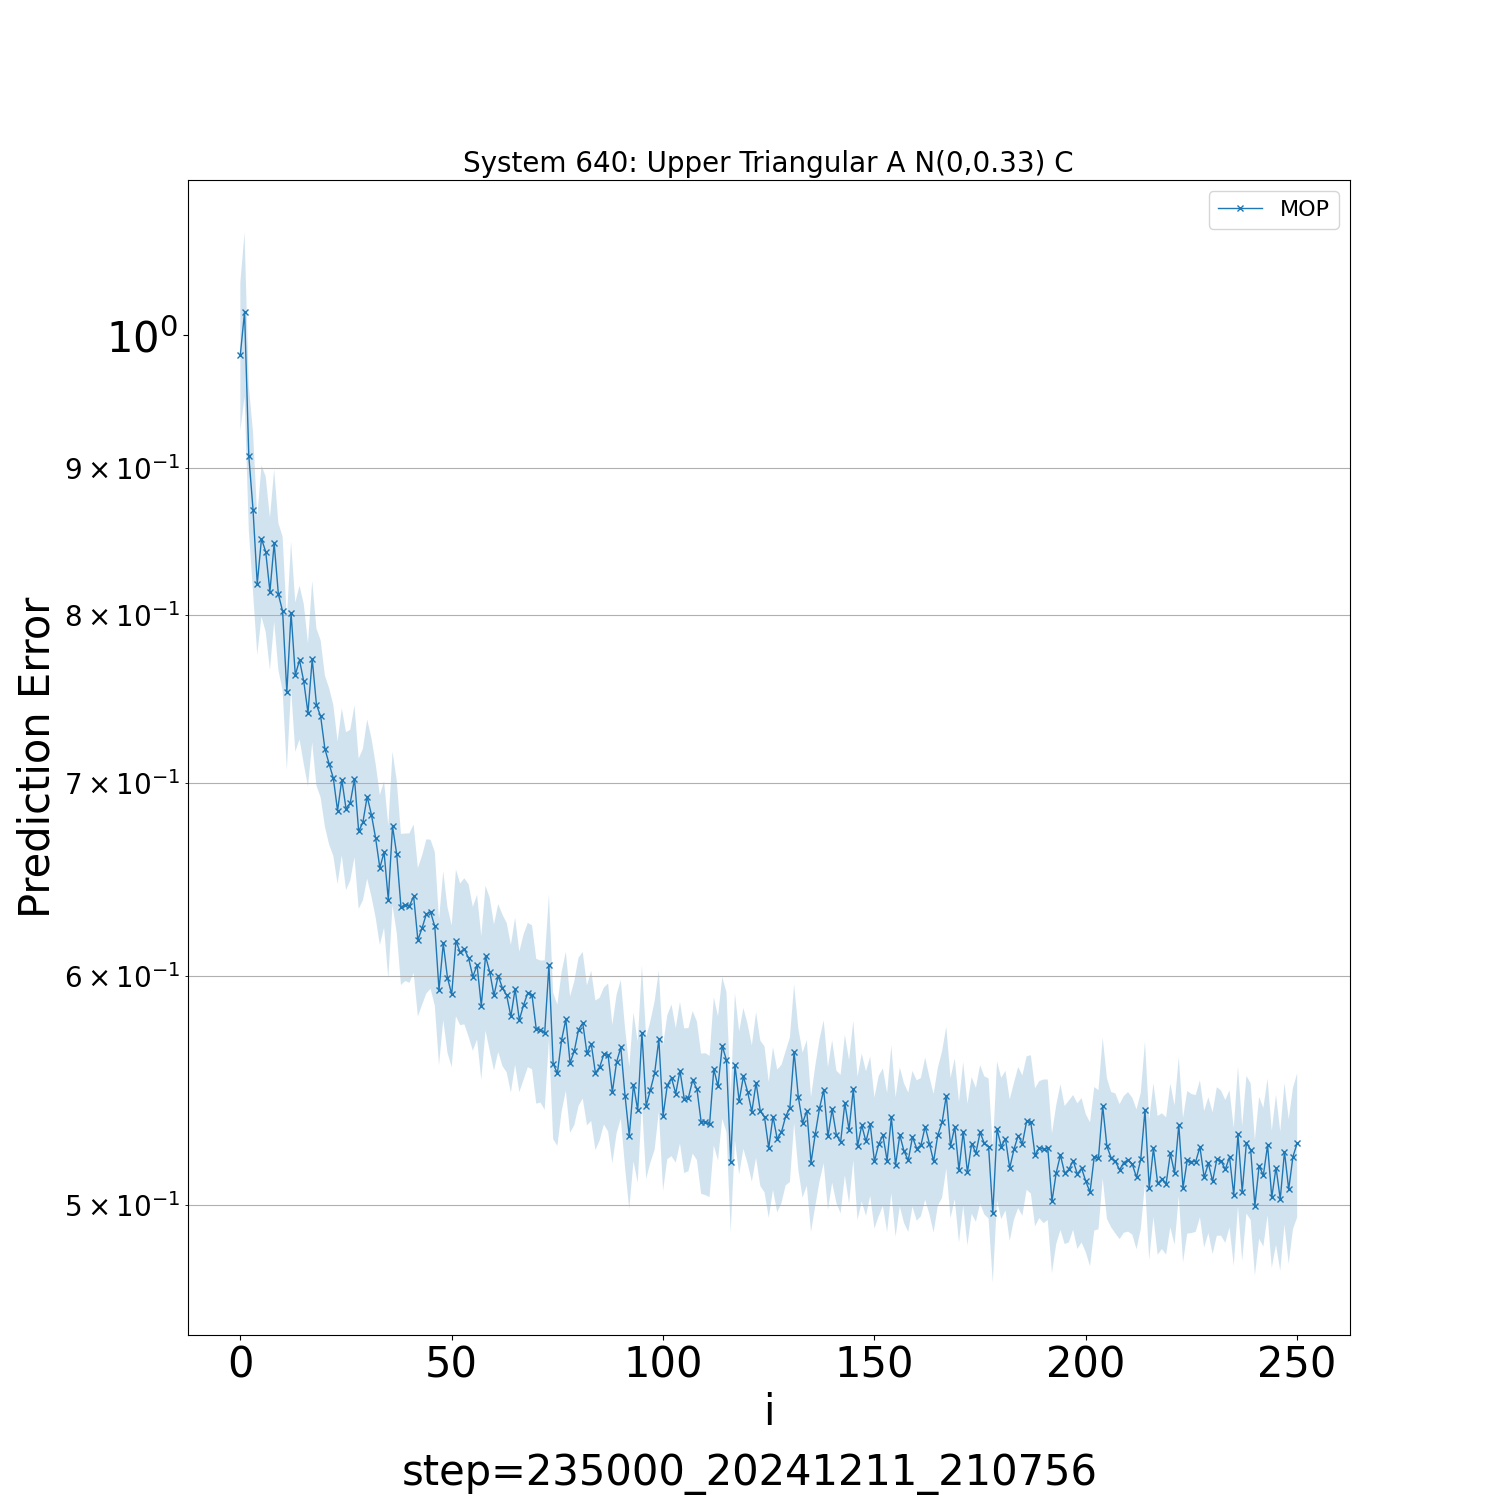 System 640: Upper Triangular A N(0,0.33) C
MOP
10⁰
9 × 10⁻¹
8 × 10⁻¹
7 × 10⁻¹
6 × 10⁻¹
5 × 10⁻¹
Prediction Error
0 50 100 150 200 250
i
step=235000_20241211_210756